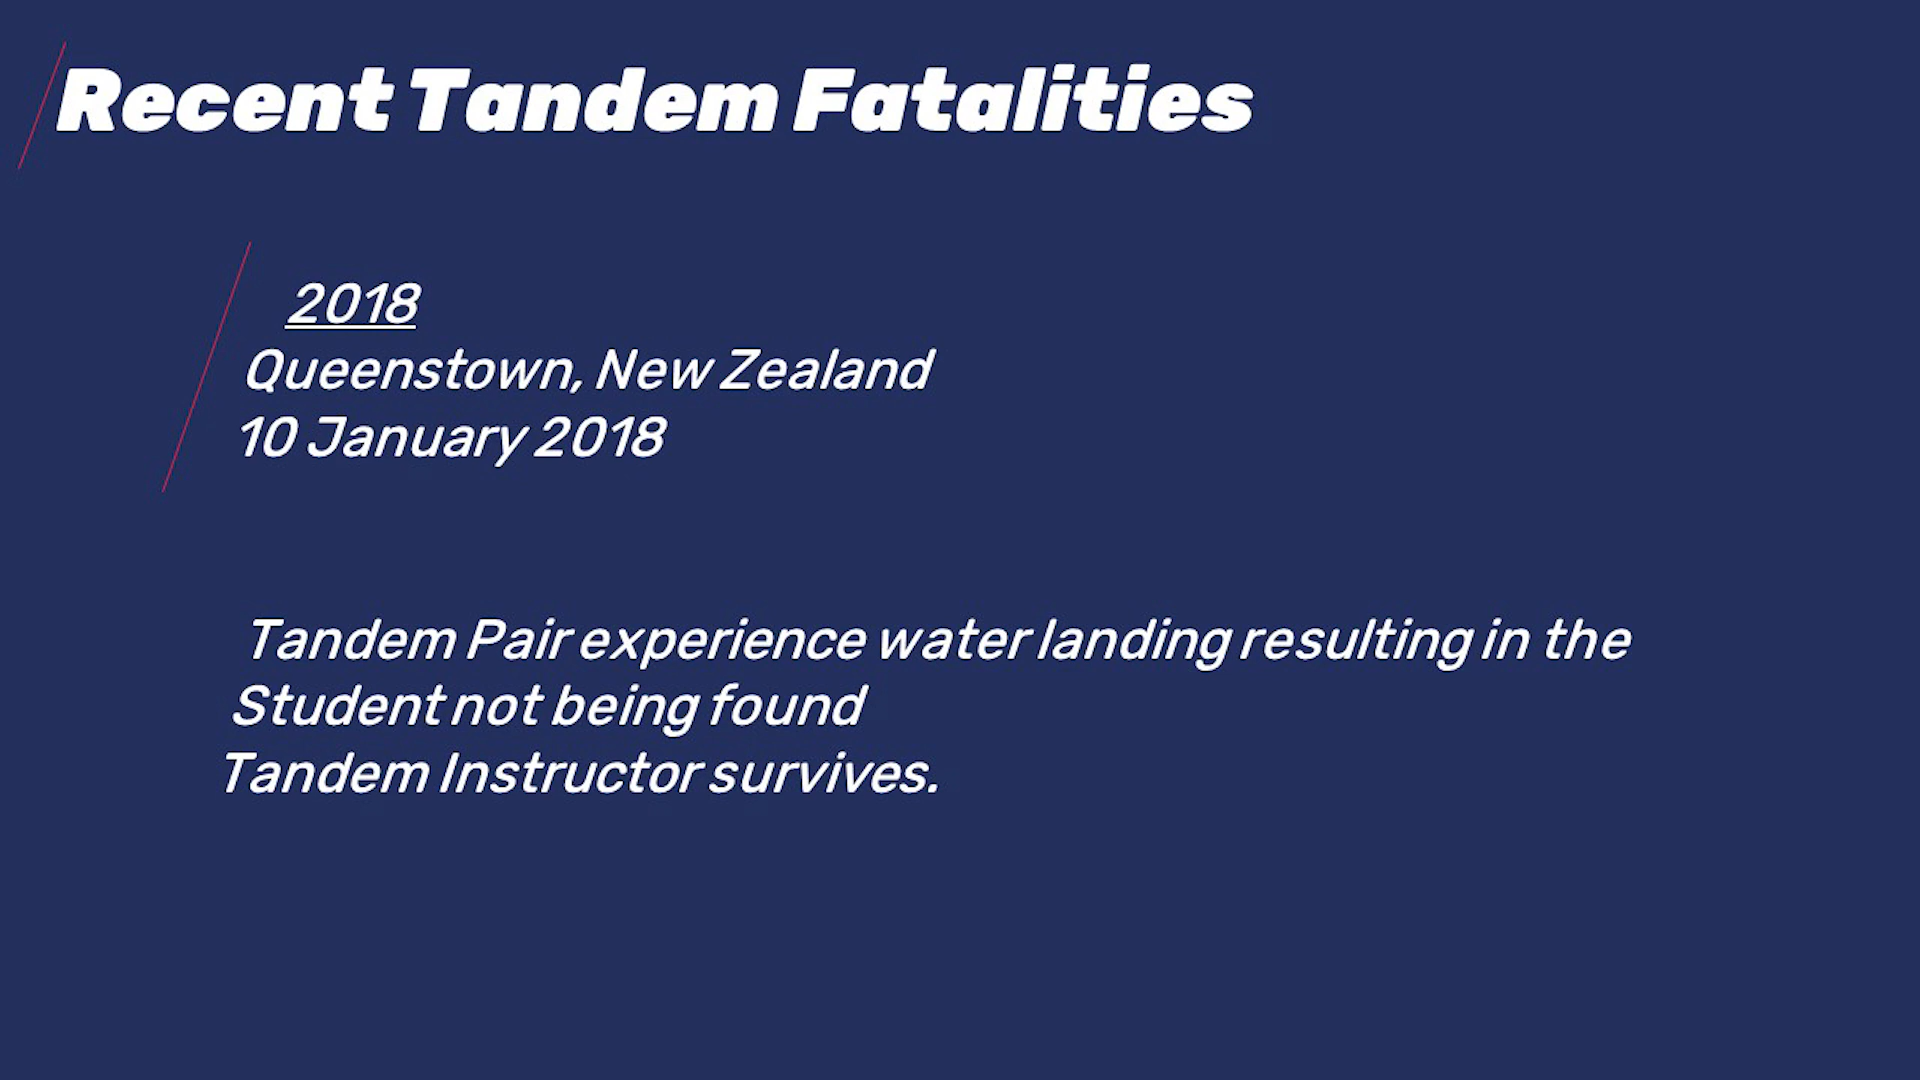 Recent Tandem Fatalities
2018
Queenstown, New Zealand
10 January 2018
Tandem Pair experience water landing resulting in the
Student not being found
Tandem Instructor survives.